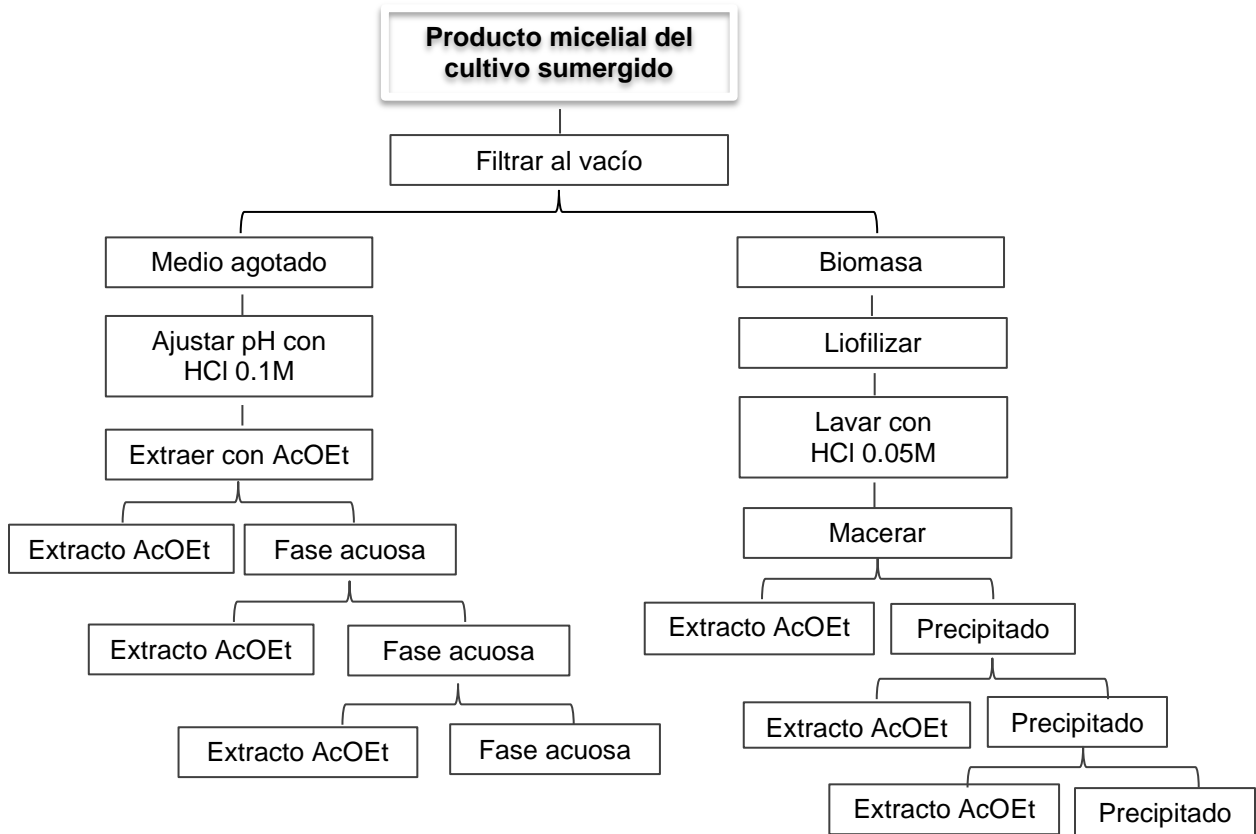 Producto micelial del
cultivo sumergido
Filtrar al vacío
Medio agotado
Biomasa
Ajustar pH con
HCl 0.1M
Liofilizar
Extraer con AcOEt
Lavar con
HCl 0.05M
Extracto AcOEt
Fase acuosa
Macerar
Extracto AcOEt
Fase acuosa
Extracto AcOEt
Precipitado
Extracto AcOEt
Fase acuosa
Extracto AcOEt
Precipitado
Extracto AcOEt
Precipitado